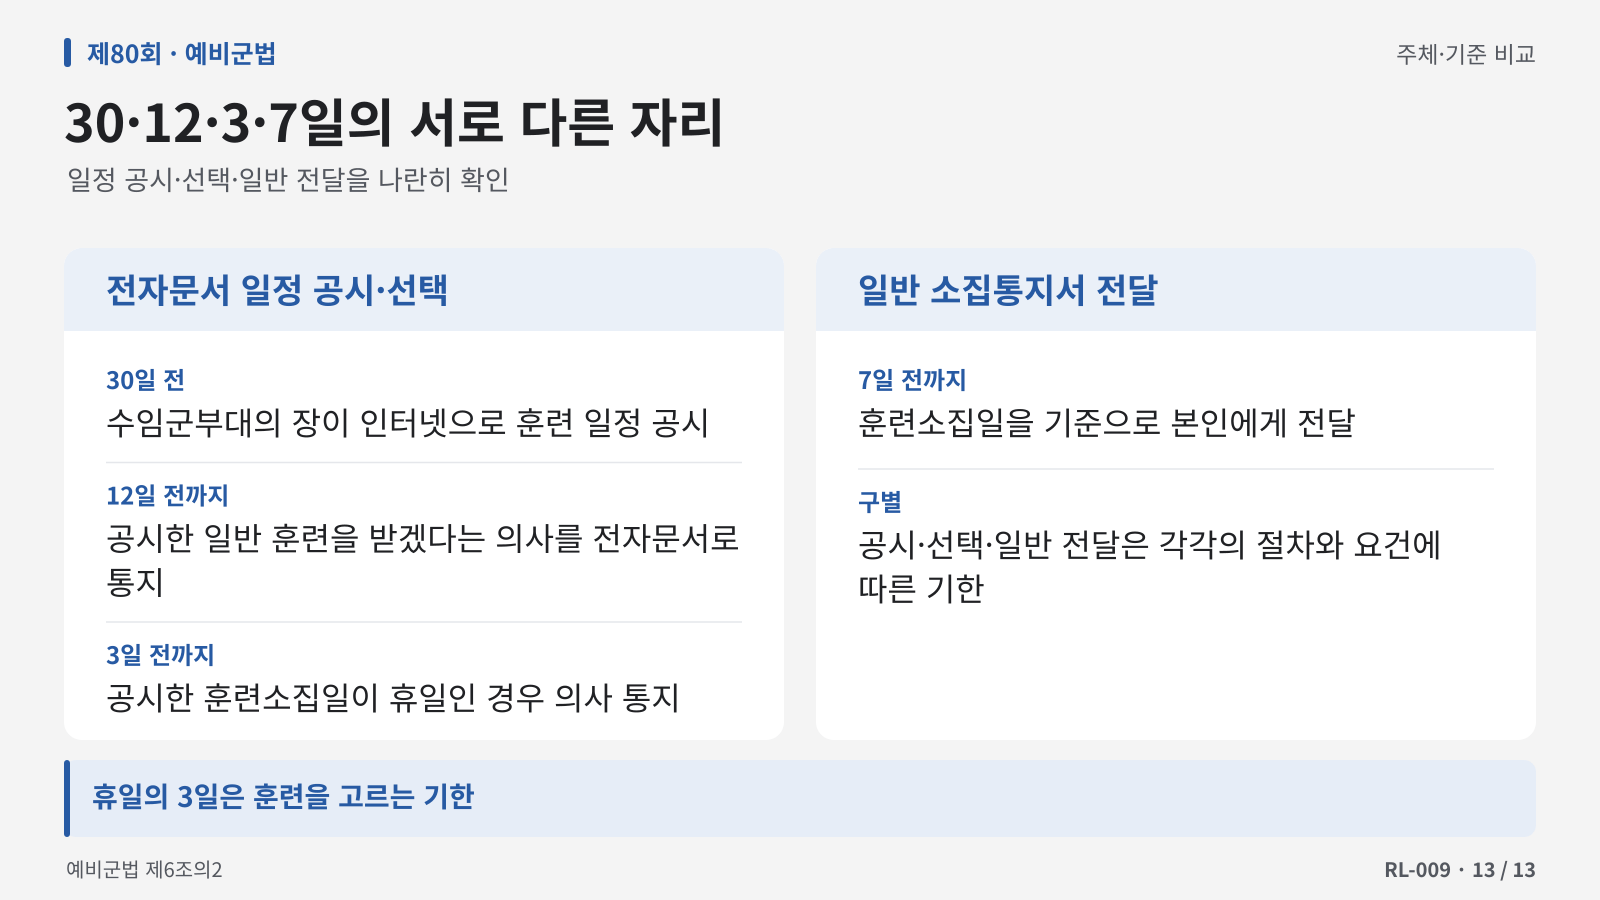 제80회 · 예비군법
주체·기준 비교
30·12·3·7일의 서로 다른 자리
일정 공시·선택·일반 전달을 나란히 확인
전자문서 일정 공시·선택
30일 전
수임군부대의 장이 인터넷으로 훈련 일정 공시
12일 전까지
공시한 일반 훈련을 받겠다는 의사를 전자문서로
통지
3일 전까지
공시한 훈련소집일이 휴일인 경우 의사 통지
일반 소집통지서 전달
7일 전까지
훈련소집일을 기준으로 본인에게 전달
구별
공시·선택·일반 전달은 각각의 절차와 요건에
따른 기한
휴일의 3일은 훈련을 고르는 기한
예비군법 제6조의2
RL-009 · 13 / 13